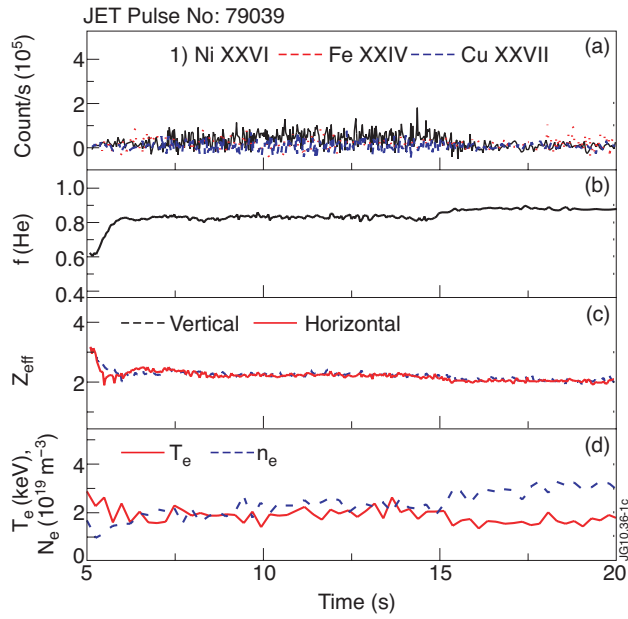 JET Pulse No: 79039
(a)
1) Ni XXVI Fe XXIV Cu XXVII
Count/s (10⁵)
4
2
0
(b)
f (He)
1.0
0.8
0.6
0.4
(c)
Vertical Horizontal
Z_eff
4
2
(d)
T_e n_e
T_e (keV),
N_e (10¹⁹ m⁻³)
4
2
0
5 10 15 20
Time (s)
JG10.36-1c